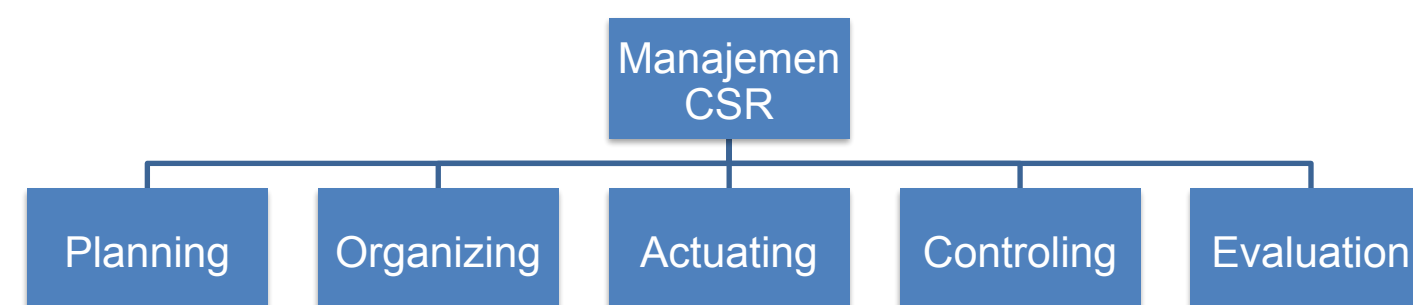 Manajemen
CSR
Planning
Organizing
Actuating
Controling
Evaluation